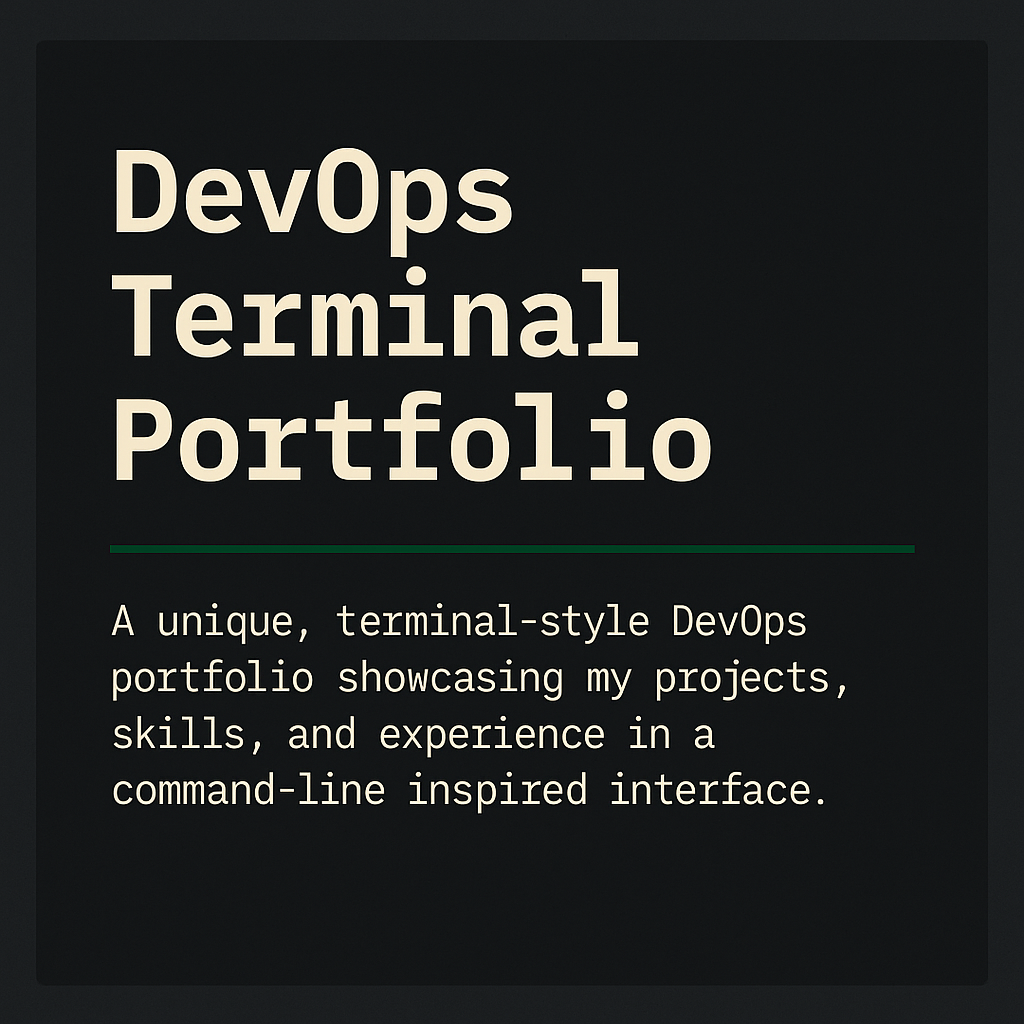 DevOps
Terminal
Portfolio
A unique, terminal-style DevOps
portfolio showcasing my projects,
skills, and experience in a
command-line inspired interface.